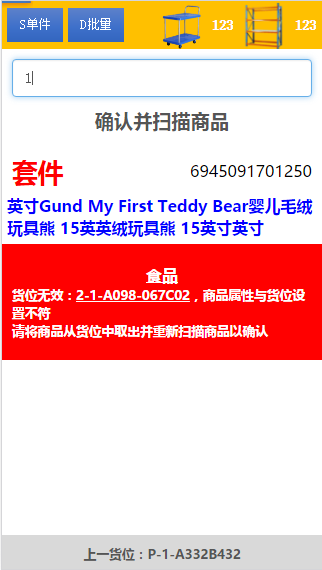 S单件 D批量 123 123
1
确认并扫描商品
套件 6945091701250
英寸Gund My First Teddy Bear婴儿毛绒
玩具熊 15英英绒玩具熊 15英寸英寸
食品
货位无效：2-1-A098-067C02，商品属性与货位设
置不符
请将商品从货位中取出并重新扫描商品以确认
上一货位：P-1-A332B432